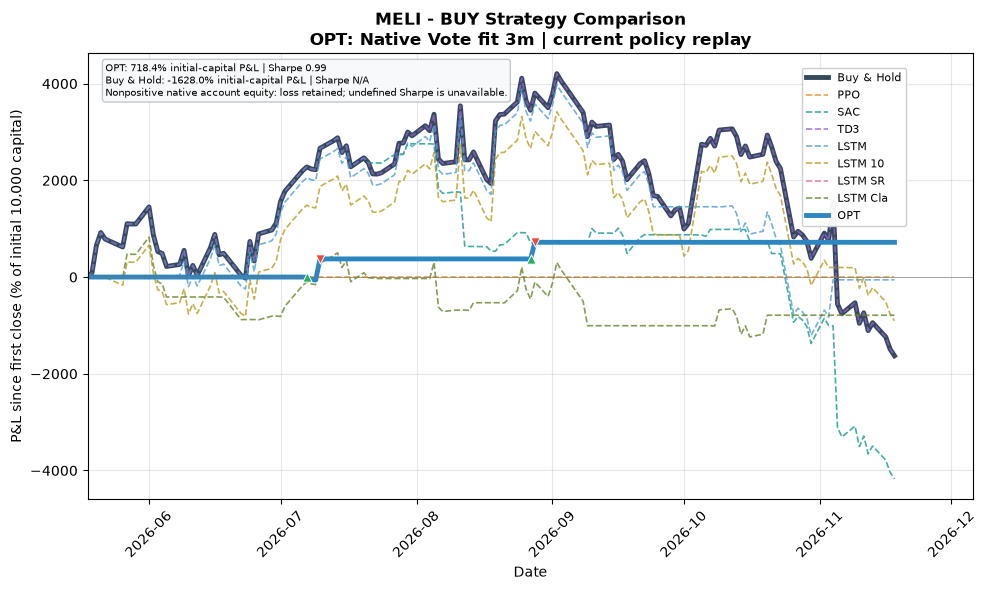 MELI - BUY Strategy Comparison
OPT: Native Vote fit 3m | current policy replay
OPT: 718.4% initial-capital P&L | Sharpe 0.99
Buy & Hold: -1628.0% initial-capital P&L | Sharpe N/A
Nonpositive native account equity: loss retained; undefined Sharpe is unavailable.
Buy & Hold
PPO
SAC
TD3
LSTM
LSTM 10
LSTM SR
LSTM Cla
OPT
P&L since first close (% of initial 10,000 capital)
4000
2000
0
−2000
−4000
2026-06
2026-07
2026-08
2026-09
2026-10
2026-11
2026-12
Date